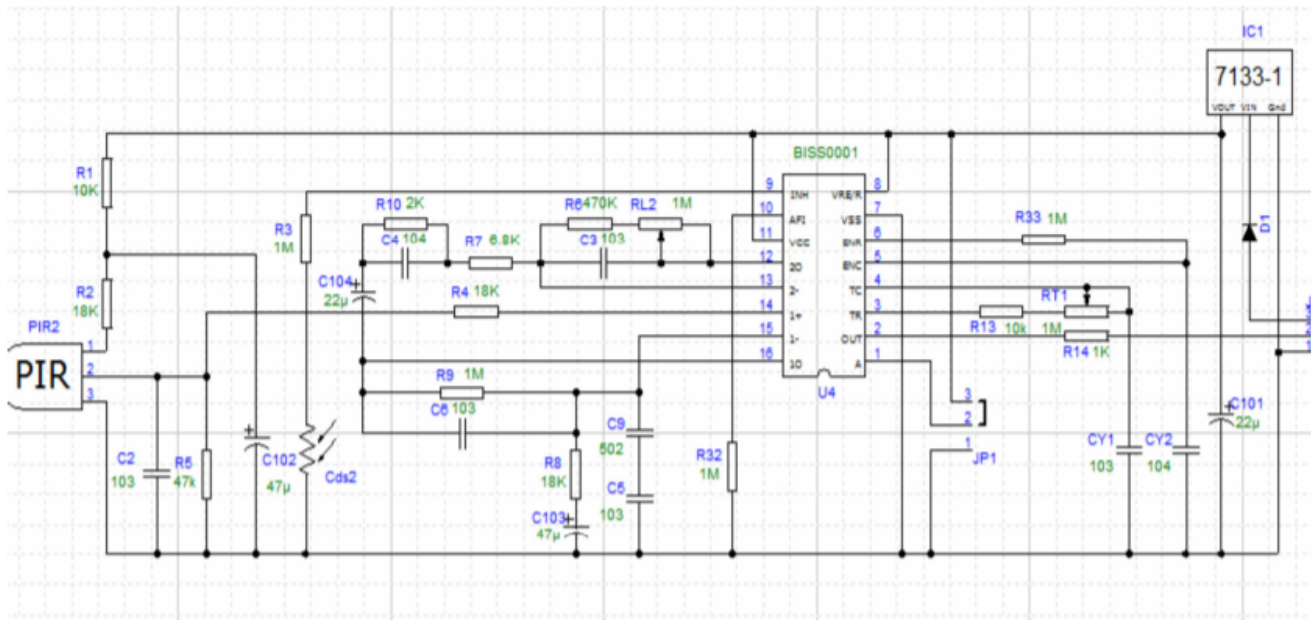 IC1
7133-1
VOUT VIN Gnd
BISS0001
R1
10K
R3
1M
R10 2K
C4 104
R7 6.8K
R6 470K
RL2 1M
C3 103
9 INH VRE/R 8
10 AFI VSS 7
11 VCC 6
12 2O 5
13 2- TC 4
14 1+ TR 3
15 1- OUT 2
16 1O A 1
U4
R33 1M
D1
R2
18K
C104
22µ
R4 18K
RT1
R13 10k 1M
R14 1K
PIR2
PIR
1
2
3
R9 1M
C6 103
C9
502
R32
1M
3
2
1
JP1
C101
22µ
CY1
103
CY2
104
C2
103
R5
47k
C102
47µ
Cds2
R8
18K
C5
103
C103
47µ